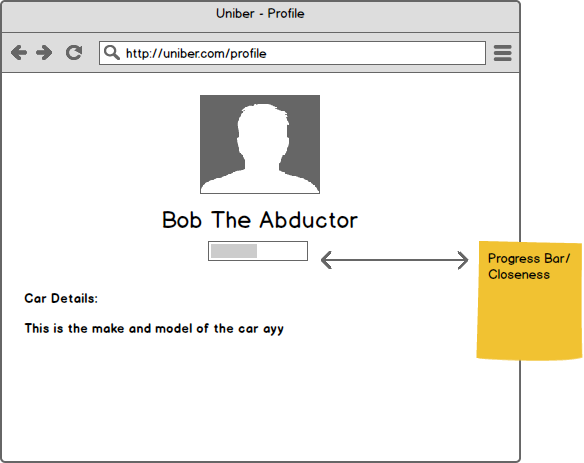 Uniber - Profile
http://uniber.com/profile
Bob The Abductor
Progress Bar/
Closeness
Car Details:
This is the make and model of the car ayy